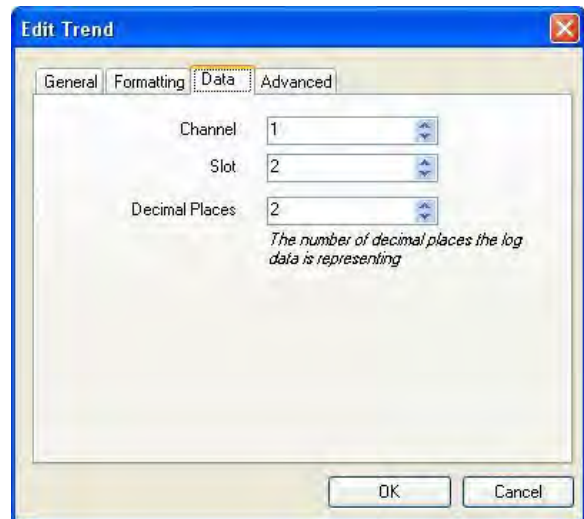 Edit Trend
General Formatting Data Advanced
Channel 1
Slot 2
Decimal Places 2
The number of decimal places the log
data is representing
OK Cancel